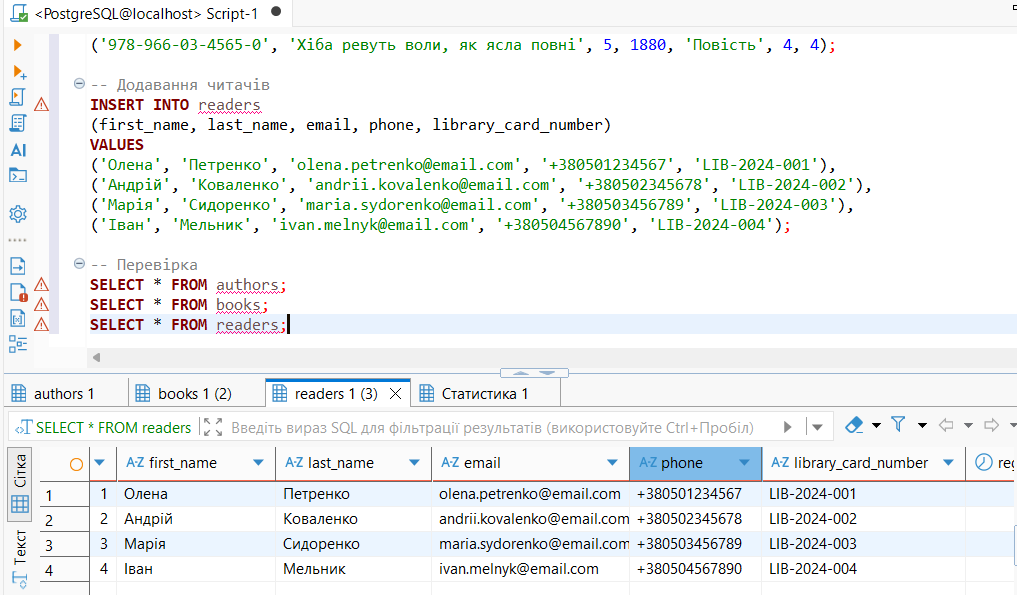 <PostgreSQL@localhost> Script-1
('978-966-03-4565-0', 'Хіба ревуть воли, як ясла повні', 5, 1880, 'Повість', 4, 4);
-- Додавання читачів
INSERT INTO readers
(first_name, last_name, email, phone, library_card_number)
VALUES
('Олена', 'Петренко', 'olena.petrenko@email.com', '+380501234567', 'LIB-2024-001'),
('Андрій', 'Коваленко', 'andrii.kovalenko@email.com', '+380502345678', 'LIB-2024-002'),
('Марія', 'Сидоренко', 'maria.sydorenko@email.com', '+380503456789', 'LIB-2024-003'),
('Іван', 'Мельник', 'ivan.melnyk@email.com', '+380504567890', 'LIB-2024-004');
-- Перевірка
SELECT * FROM authors;
SELECT * FROM books;
SELECT * FROM readers;
AI
authors 1 books 1 (2) readers 1 (3) Статистика 1
SELECT * FROM readers Введіть вираз SQL для фільтрації результатів (використовуйте Ctrl+Пробіл)
Сітка
Текст
A-Z first_name A-Z last_name A-Z email A-Z phone A-Z library_card_number reg
1 1 Олена Петренко olena.petrenko@email.com +380501234567 LIB-2024-001
2 2 Андрій Коваленко andrii.kovalenko@email.com +380502345678 LIB-2024-002
3 3 Марія Сидоренко maria.sydorenko@email.com +380503456789 LIB-2024-003
4 4 Іван Мельник ivan.melnyk@email.com +380504567890 LIB-2024-004